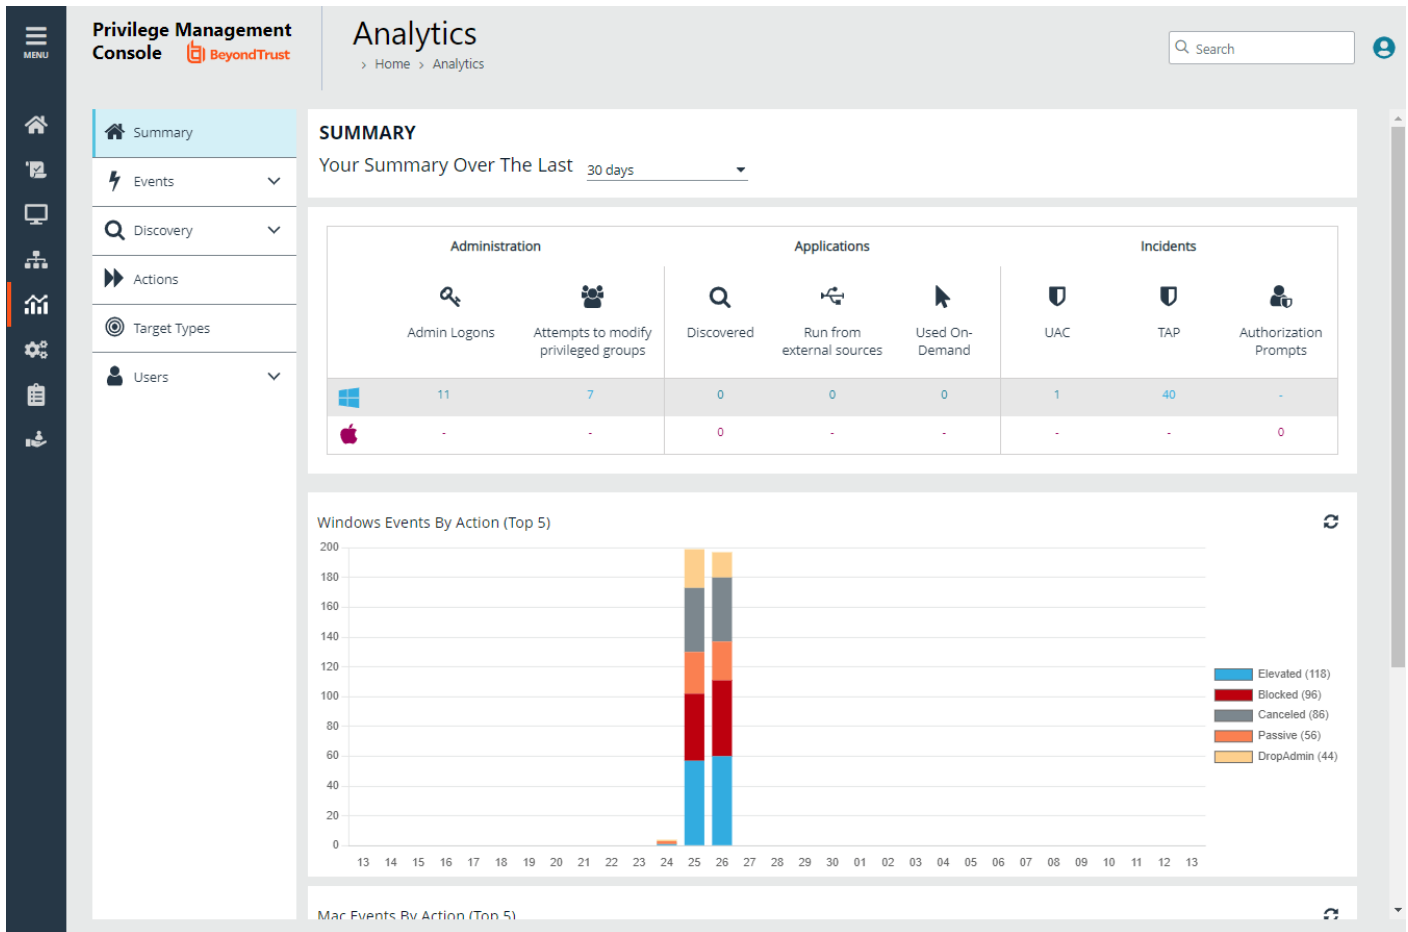 MENU
Privilege Management
Console
BeyondTrust
Analytics
> Home > Analytics
Search
Summary
Events
Discovery
Actions
Target Types
Users
SUMMARY
Your Summary Over The Last 30 days
Administration Applications Incidents
Admin Logons
Attempts to modify
privileged groups
Discovered
Run from
external sources
Used On-
Demand
UAC
TAP
Authorization
Prompts
11 7 0 0 0 1 40 -
- - 0 - - - - 0
Windows Events By Action (Top 5)
200
180
160
140
120
100
80
60
40
20
0
13 14 15 16 17 18 19 20 21 22 23 24 25 26 27 28 29 30 01 02 03 04 05 06 07 08 09 10 11 12 13
Elevated (118)
Blocked (96)
Canceled (86)
Passive (56)
DropAdmin (44)
Mac Events By Action (Top 5)